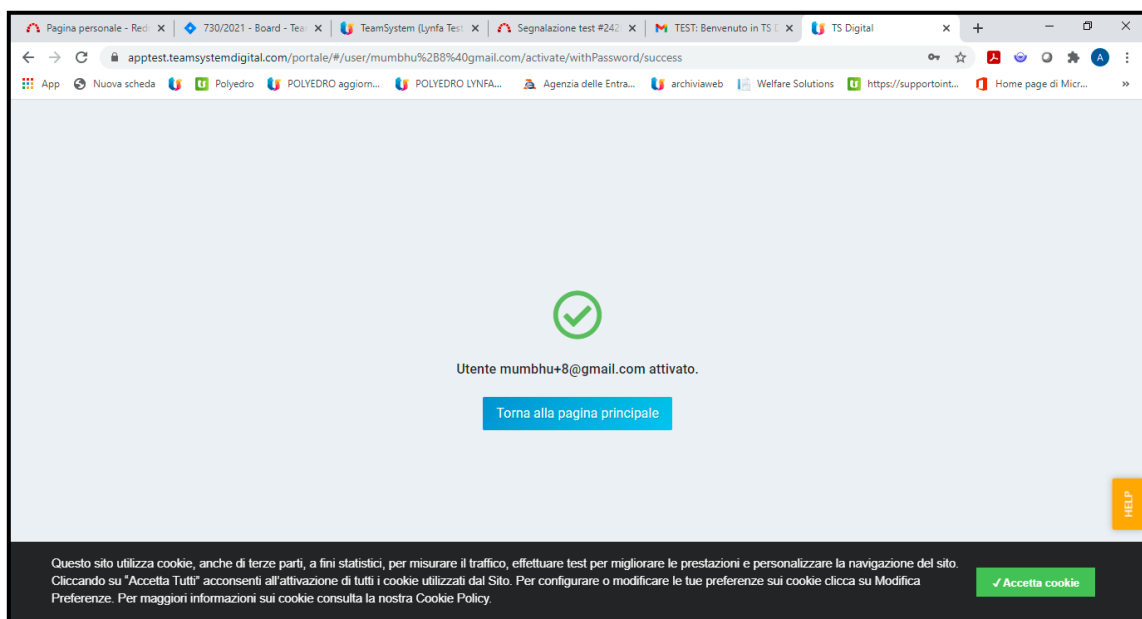 Pagina personale - Red
730/2021 - Board - Tea
TeamSystem (Lynfa Test
Segnalazione test #242
TEST: Benvenuto in TS D
TS Digital
apptest.teamsystemdigital.com/portale/#/user/mumbhu%2B8%40gmail.com/activate/withPassword/success
A
App
Nuova scheda
Polyedro
POLYEDRO aggiorn...
POLYEDRO LYNFA...
Agenzia delle Entra...
archiviaweb
Welfare Solutions
https://supportoint...
Home page di Micr...
»
Utente mumbhu+8@gmail.com attivato.
Torna alla pagina principale
HELP
Questo sito utilizza cookie, anche di terze parti, a fini statistici, per misurare il traffico, effettuare test per migliorare le prestazioni e personalizzare la navigazione del sito.
Cliccando su "Accetta Tutti" acconsenti all'attivazione di tutti i cookie utilizzati dal Sito. Per configurare o modificare le tue preferenze sui cookie clicca su Modifica
Preferenze. Per maggiori informazioni sui cookie consulta la nostra Cookie Policy.
✓Accetta cookie